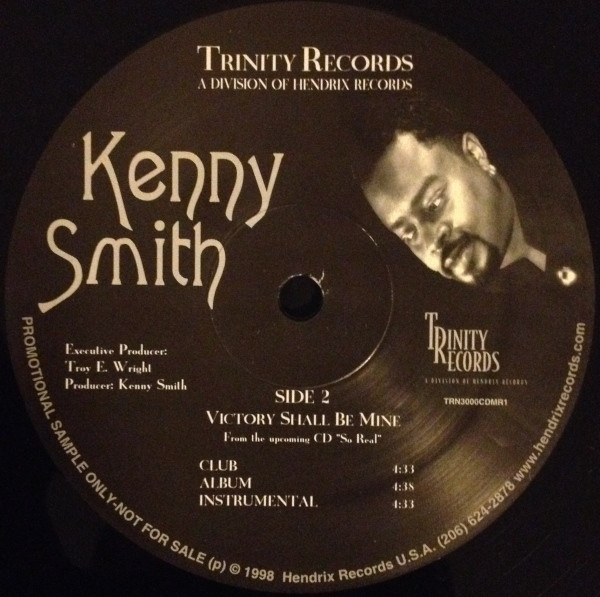 TRINITY RECORDS
A DIVISION OF HENDRIX RECORDS
Kenny
Smith
Executive Producer:
Troy E. Wright
Producer: Kenny Smith
TRINITY
RECORDS
A DIVISION OF HENDRIX RECORDS
TRN3000CDMR1
SIDE 2
VICTORY SHALL BE MINE
From the upcoming CD "So Real"
CLUB 4:33
ALBUM 4:38
INSTRUMENTAL 4:33
PROMOTIONAL SAMPLE ONLY-NOT FOR SALE (p) © 1998 Hendrix Records U.S.A. (206) 624-2878 www.hendrixrecords.com